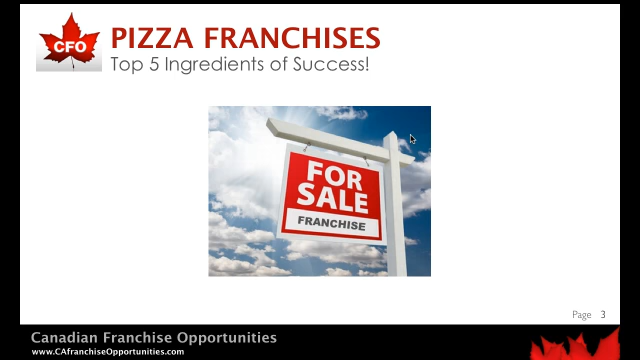 CFO
PIZZA FRANCHISES
Top 5 Ingredients of Success!
FOR
SALE
FRANCHISE
Page 3
Canadian Franchise Opportunities
www.CAfranchiseOpportunities.com